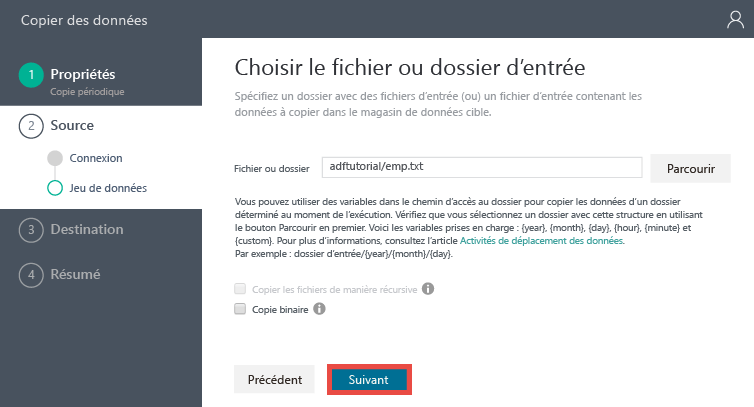 Copier des données
1 Propriétés
Copie périodique
2 Source
Connexion
Jeu de données
3 Destination
4 Résumé
Choisir le fichier ou dossier d'entrée
Spécifiez un dossier avec des fichiers d'entrée (ou) un fichier d'entrée contenant les
données à copier dans le magasin de données cible.
Fichier ou dossier adftutorial/emp.txt Parcourir
Vous pouvez utiliser des variables dans le chemin d'accès au dossier pour copier les données d'un dossier
déterminé au moment de l'exécution. Vérifiez que vous sélectionnez un dossier avec cette structure en utilisant
le bouton Parcourir en premier. Voici les variables prises en charge : {year}, {month}, {day}, {hour}, {minute} et
{custom}. Pour plus d'informations, consultez l'article Activités de déplacement des données.
Par exemple : dossier d'entrée/{year}/{month}/{day}.
Copier les fichiers de manière récursive
Copie binaire
Précédent Suivant